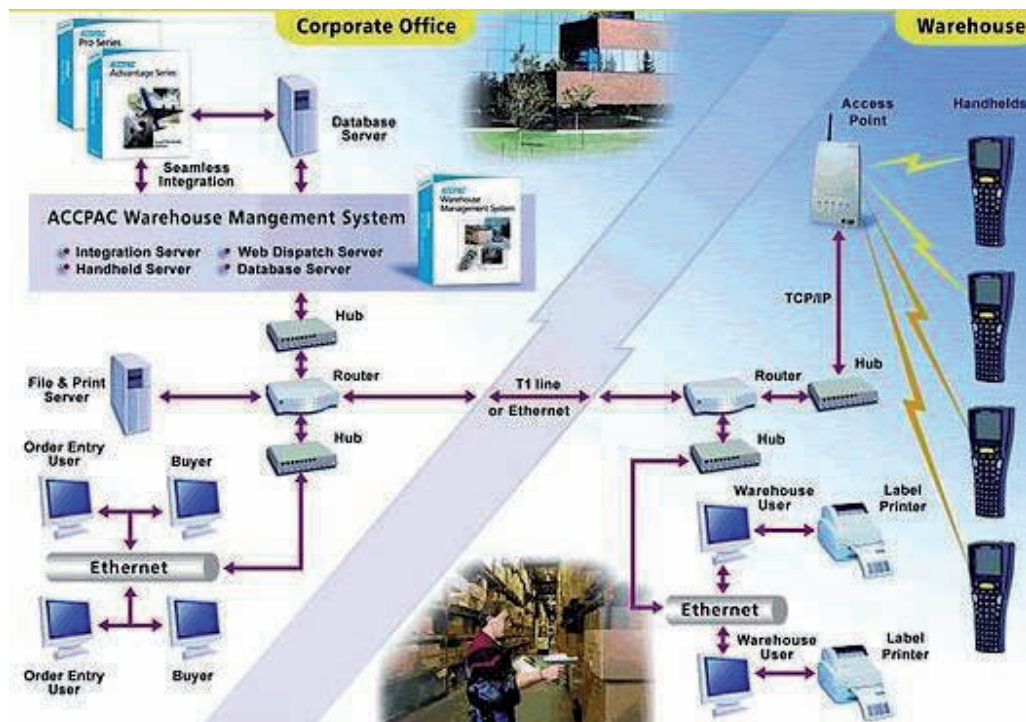 Corporate Office
Warehouse
ACCPAC
Pro Series
ACCPAC
Advantage Series
Database
Server
Access
Point
Handhelds
Seamless
Integration
ACCPAC Warehouse Mangement System
ACCPAC
Warehouse
Management
System
Integration Server
Web Dispatch Server
Handheld Server
Database Server
TCP/IP
Hub
Hub
File & Print
Server
Router
T1 line
or Ethernet
Router
Hub
Hub
Order Entry
User
Buyer
Warehouse
User
Label
Printer
Ethernet
Ethernet
Warehouse
User
Label
Printer
Order Entry
User
Buyer